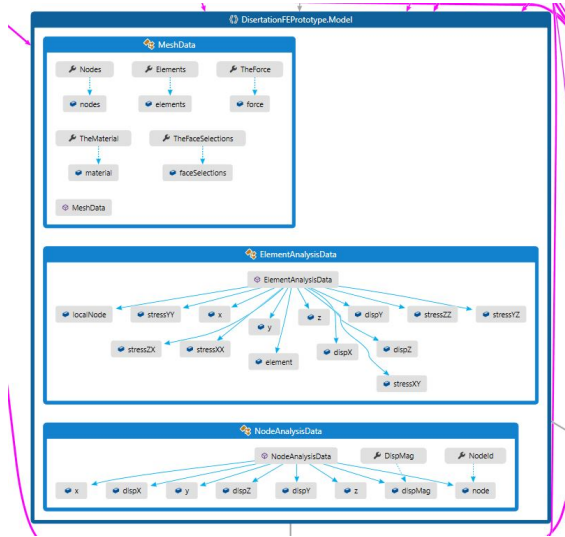 DisertationFEPrototype.Model
MeshData
Nodes
Elements
TheForce
nodes
elements
force
TheMaterial
TheFaceSelections
material
faceSelections
MeshData
ElementAnalysisData
ElementAnalysisData
localNode
stressYY
x
z
dispY
stressZZ
stressYZ
y
stressZX
stressXX
element
dispX
dispZ
stressXY
NodeAnalysisData
NodeAnalysisData
DispMag
NodeId
x
dispX
y
dispZ
dispY
z
dispMag
node